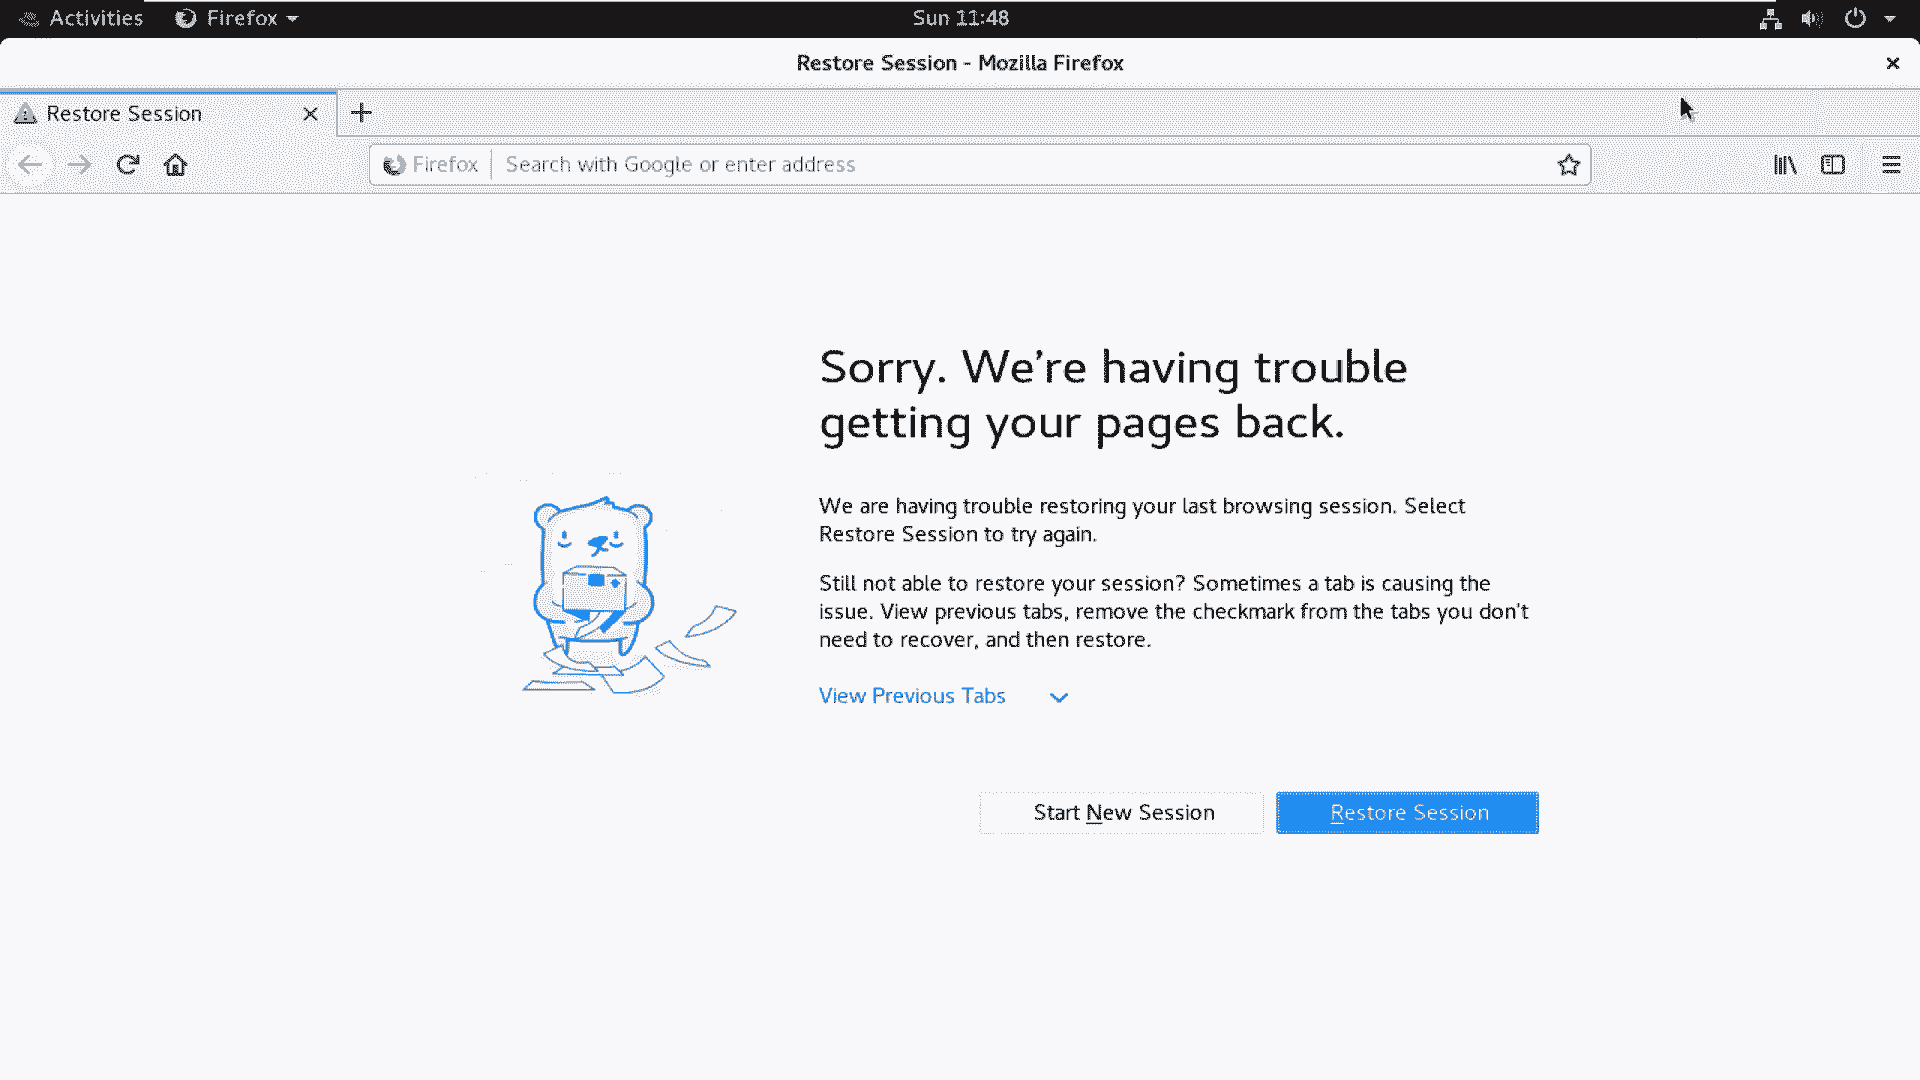 Activities Firefox Sun 11:48
Restore Session - Mozilla Firefox
Restore Session
Firefox Search with Google or enter address
Sorry. We're having trouble
getting your pages back.
We are having trouble restoring your last browsing session. Select
Restore Session to try again.
Still not able to restore your session? Sometimes a tab is causing the
issue. View previous tabs, remove the checkmark from the tabs you don't
need to recover, and then restore.
View Previous Tabs
Start New Session Restore Session